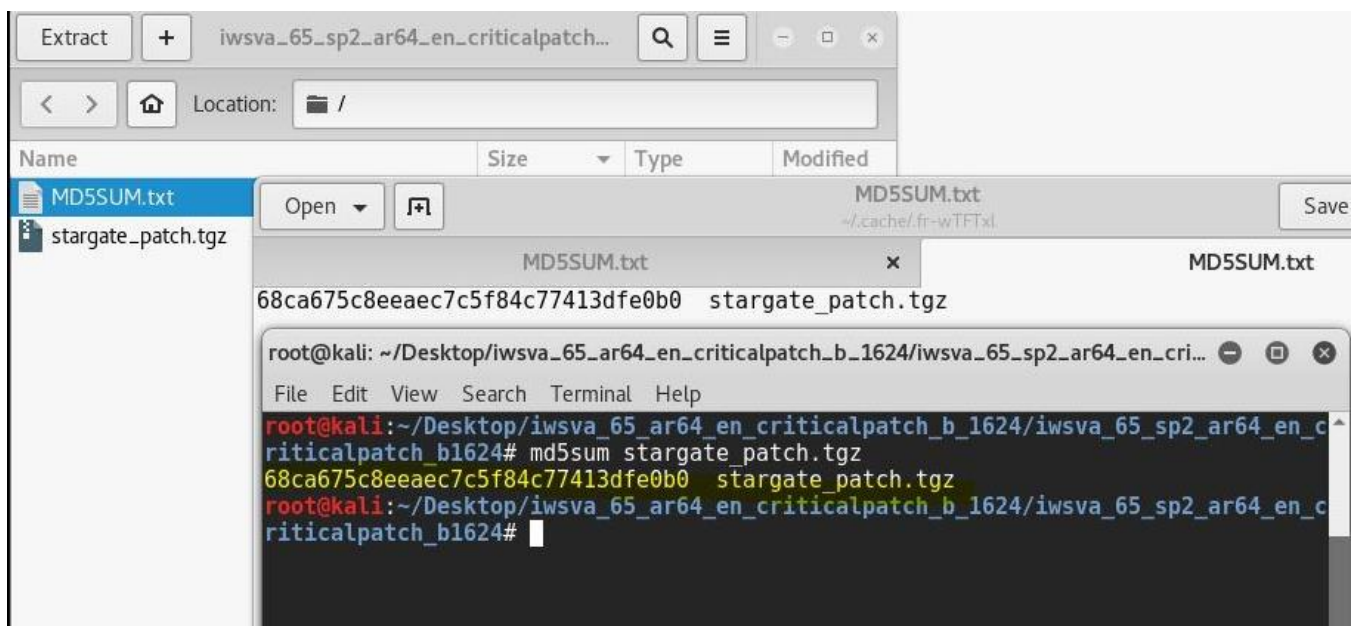 Extract + iwsva_65_sp2_ar64_en_criticalpatch...
Location: /
Name Size Type Modified
MD5SUM.txt
stargate_patch.tgz
Open MD5SUM.txt Save
~/.cache/.fr-wTFTxl
MD5SUM.txt × MD5SUM.txt
68ca675c8eeaec7c5f84c77413dfe0b0  stargate_patch.tgz
root@kali: ~/Desktop/iwsva_65_ar64_en_criticalpatch_b_1624/iwsva_65_sp2_ar64_en_cri...
File Edit View Search Terminal Help
root@kali:~/Desktop/iwsva_65_ar64_en_criticalpatch_b_1624/iwsva_65_sp2_ar64_en_c
riticalpatch_b1624# md5sum stargate_patch.tgz
68ca675c8eeaec7c5f84c77413dfe0b0  stargate_patch.tgz
root@kali:~/Desktop/iwsva_65_ar64_en_criticalpatch_b_1624/iwsva_65_sp2_ar64_en_c
riticalpatch_b1624#